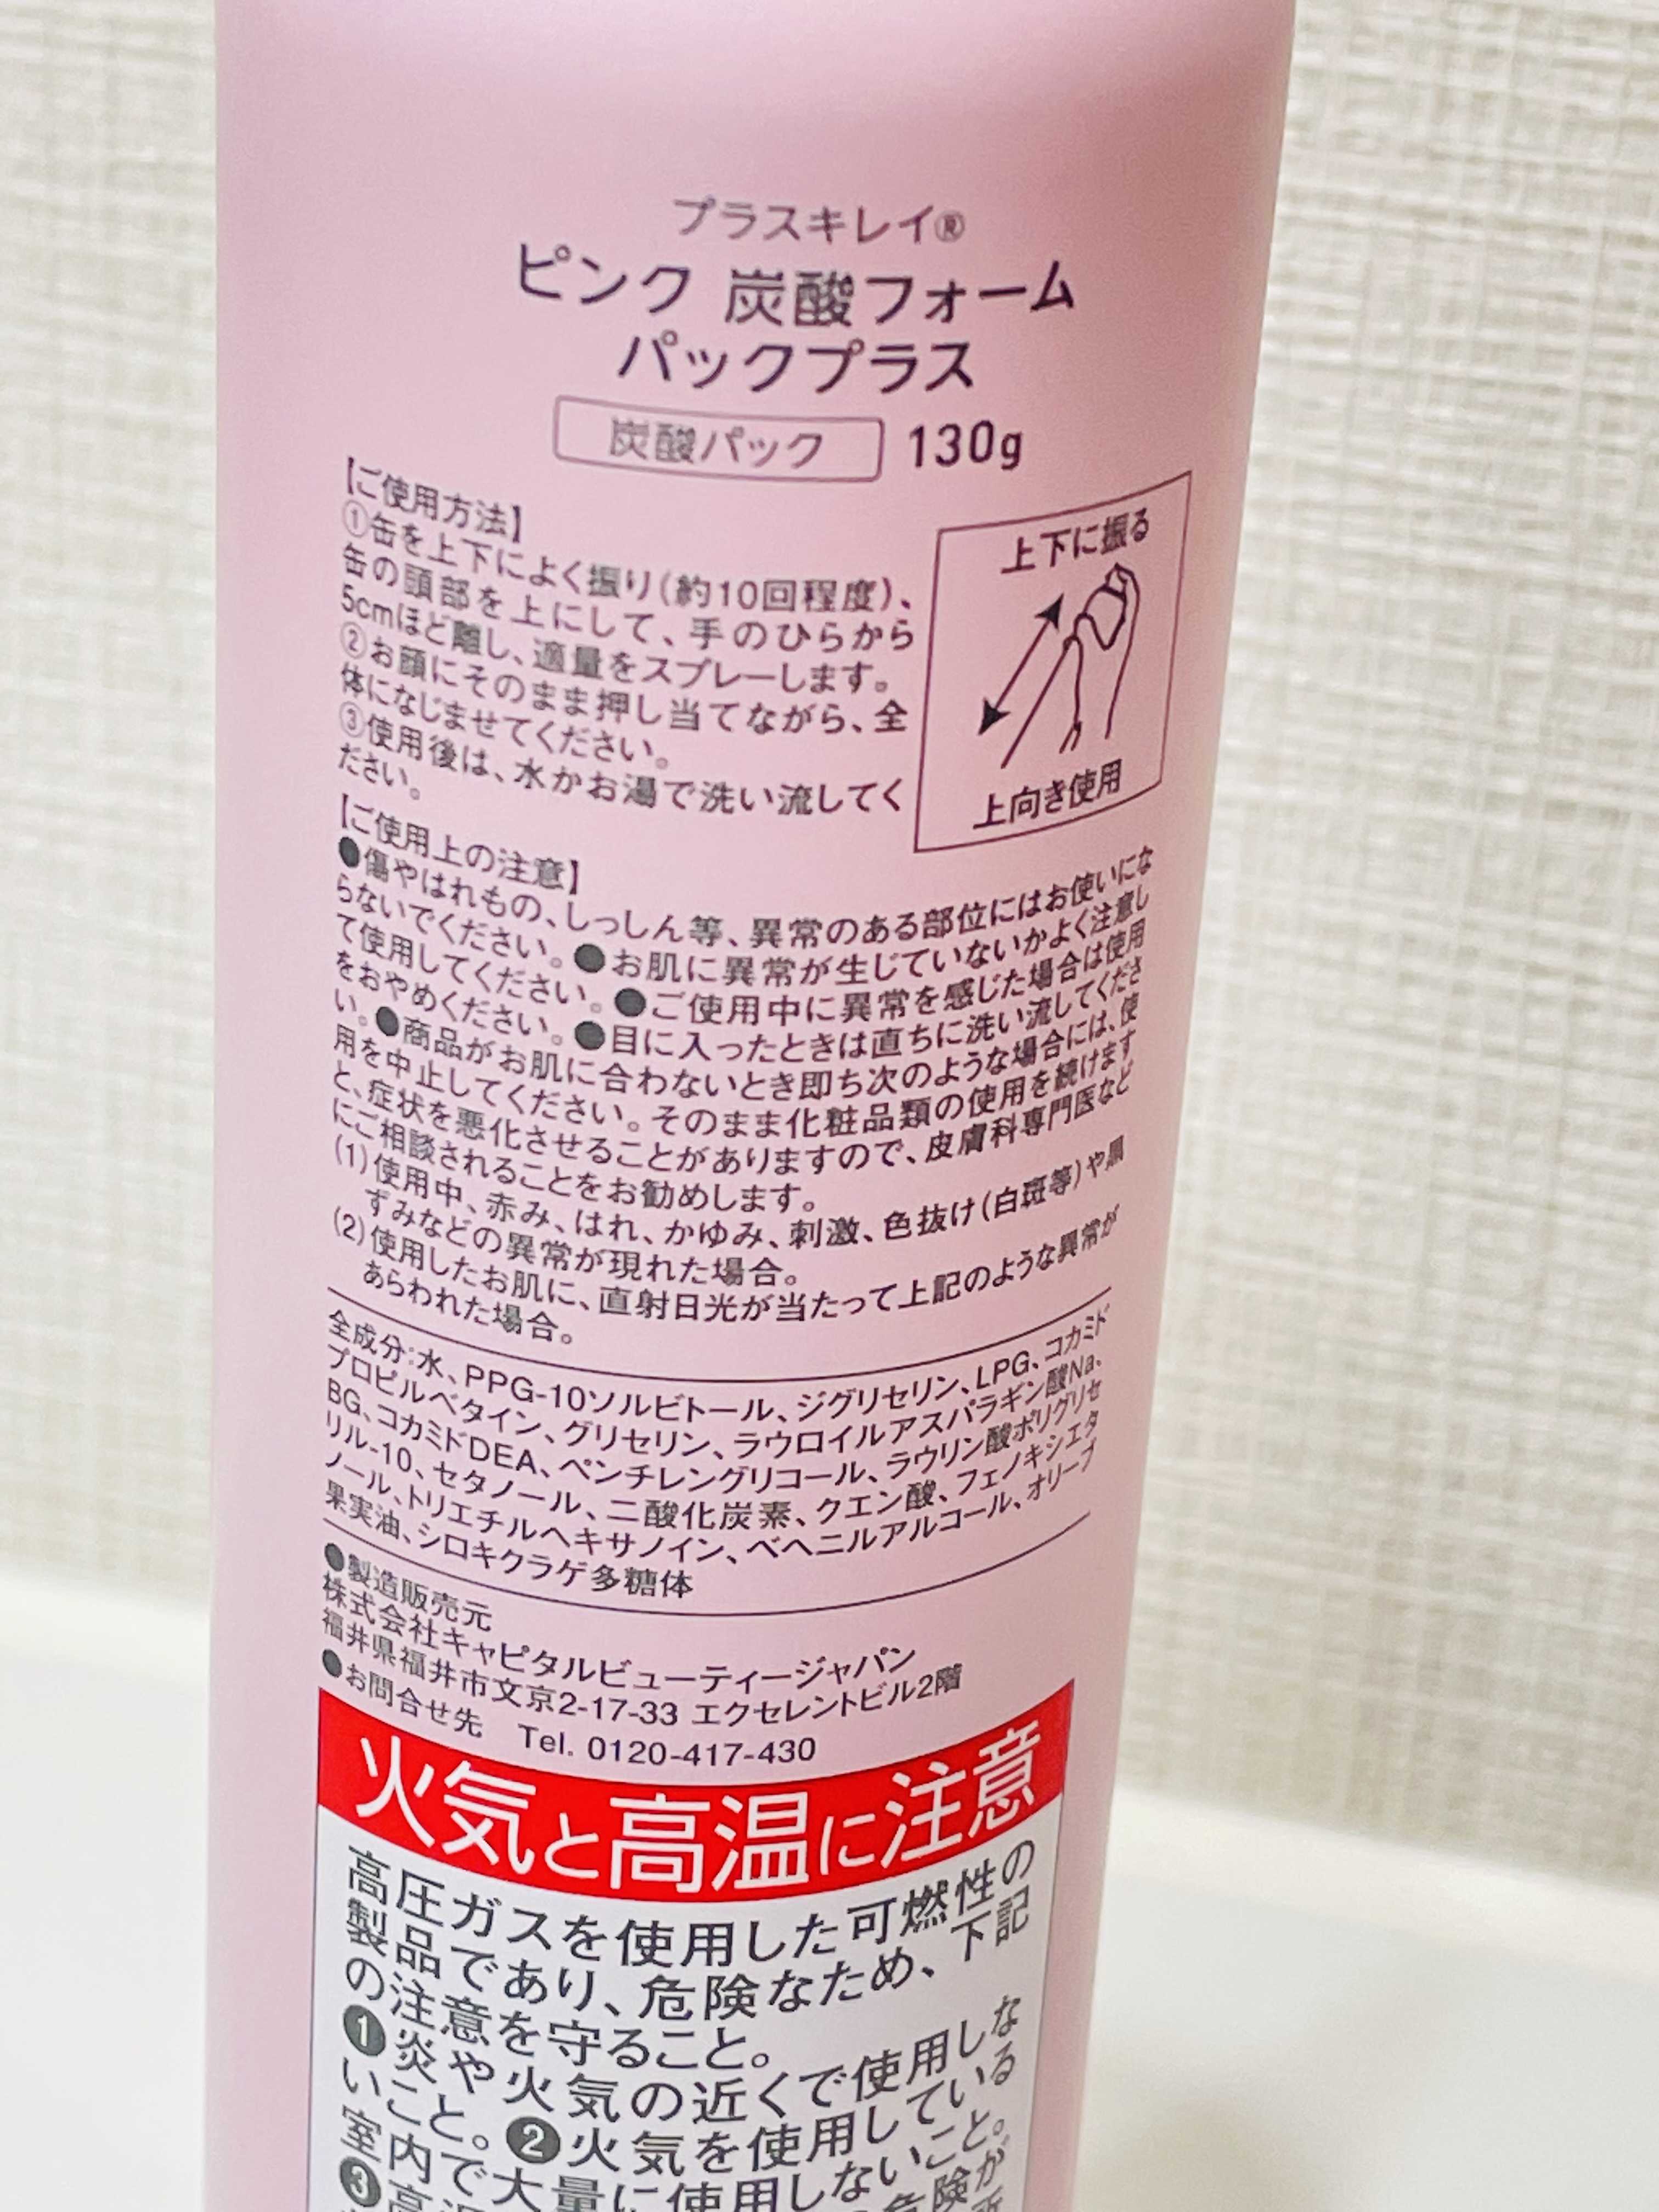 プラスキレイ®
ピンク 炭酸フォーム
パックプラス
炭酸パック 130g
【ご使用方法】
①缶を上下によく振り(約10回程度)、
缶の頭部を上にして、手のひらから
5cmほど離し、適量をスプレーします。
②お顔にそのまま押し当てながら、全
体になじませてください。
③使用後は、水かお湯で洗い流してく
ださい。
上下に振る
上向き使用
【ご使用上の注意】
●傷やはれもの、しっしん等、異常のある部位にはお使いにな
らないでください。●お肌に異常が生じていないかよく注意し
て使用してください。●ご使用中に異常を感じた場合は使用
をおやめください。●目に入ったときは直ちに洗い流してくださ
い。●商品がお肌に合わないとき即ち次のような場合には、使
用を中止してください。そのまま化粧品類の使用を続けます
と、症状を悪化させることがありますので、皮膚科専門医など
にご相談されることをお勧めします。
(1)使用中、赤み、はれ、かゆみ、刺激、色抜け(白斑等)や黒
ずみなどの異常が現れた場合。
(2)使用したお肌に、直射日光が当たって上記のような異常が
あらわれた場合。
全成分:水、PPG-10ソルビトール、ジグリセリン、LPG、コカミド
プロピルベタイン、グリセリン、ラウロイルアスパラギン酸Na、
BG、コカミドDEA、ペンチレングリコール、ラウリン酸ポリグリセ
リル-10、セタノール、二酸化炭素、クエン酸、フェノキシエタ
ノール、トリエチルヘキサノイン、ベヘニルアルコール、オリーブ
果実油、シロキクラゲ多糖体
●製造販売元
株式会社キャピタルビューティージャパン
福井県福井市文京2-17-33 エクセレントビル2階
●お問合せ先 Tel. 0120-417-430
火気と高温に注意
高圧ガスを使用した可燃性の
製品であり、危険なため、下記
の注意を守ること。
❶炎や火気の近くで使用しな
いこと。❷火気を使用している
室内で大量に使用しないこと。
❸高温 危険が